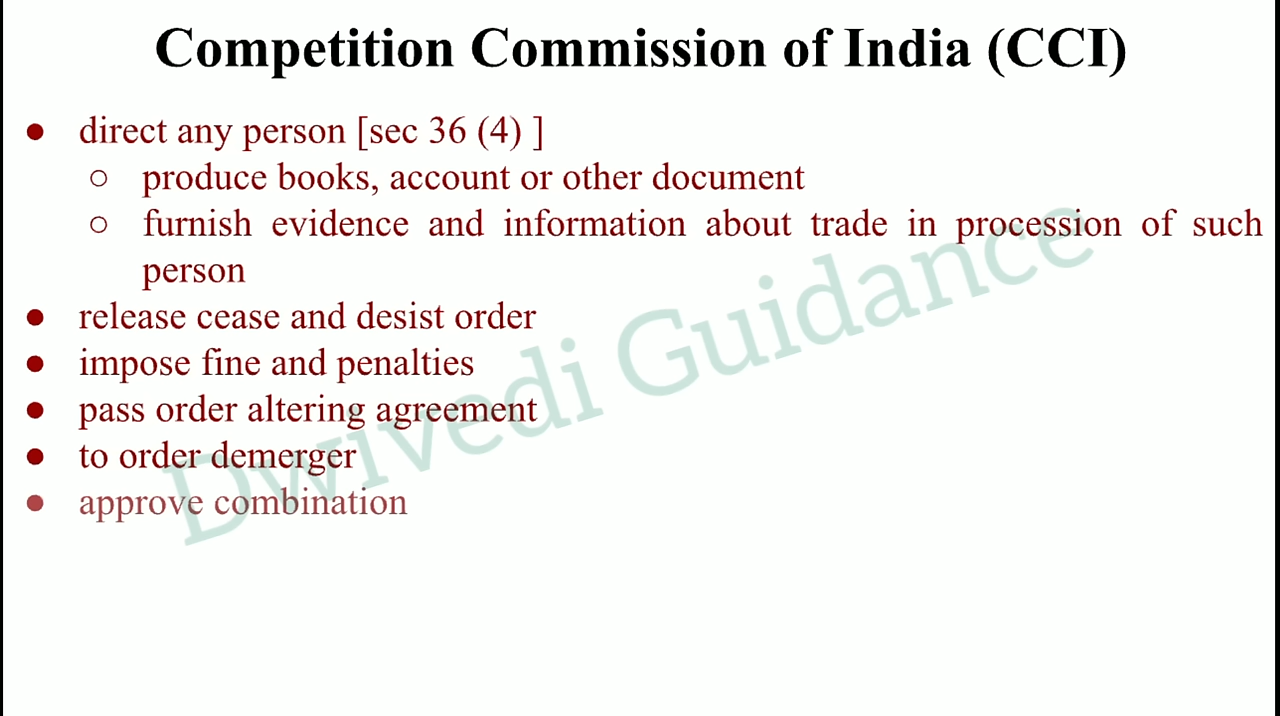 Competition Commission of India (CCI)
● direct any person [sec 36 (4) ]
○ produce books, account or other document
○ furnish evidence and information about trade in procession of such
person
● release cease and desist order
● impose fine and penalties
● pass order altering agreement
● to order demerger
● approve combination
Dwivedi Guidance